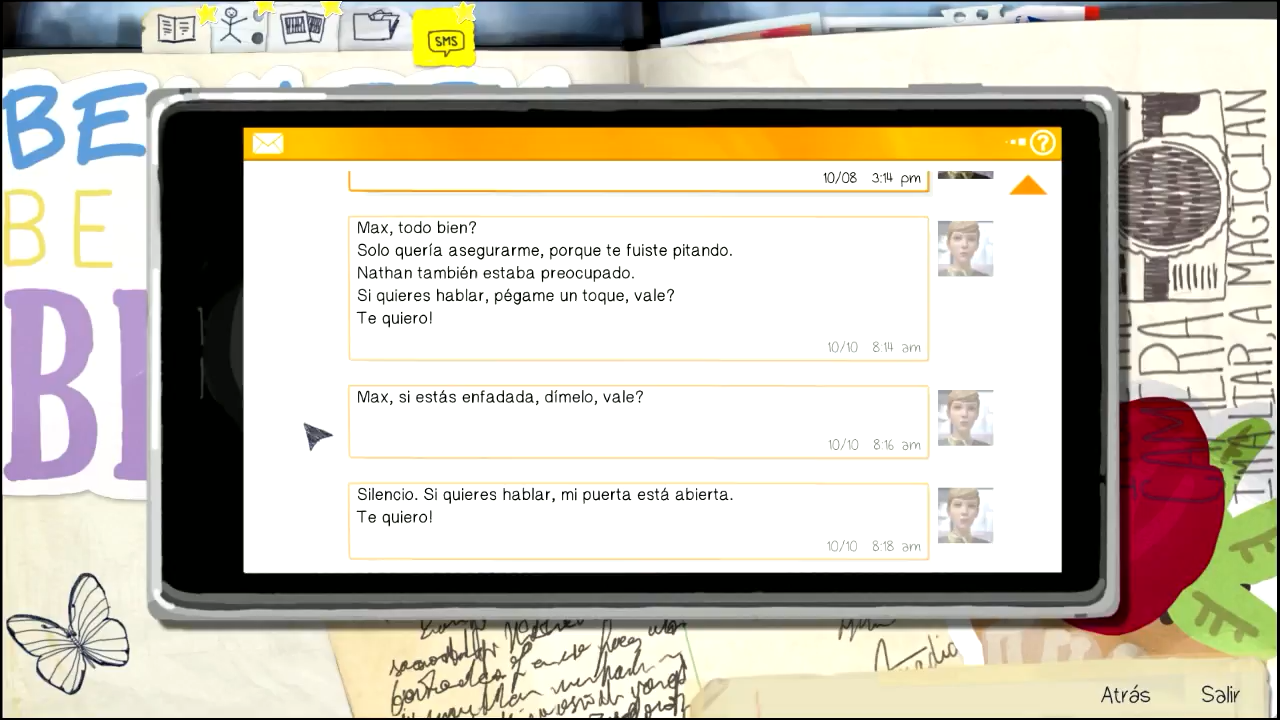 SMS
BE
BE
10/08 3:14 pm
Max, todo bien?
Solo quería asegurarme, porque te fuiste pitando.
Nathan también estaba preocupado.
Si quieres hablar, pégame un toque, vale?
Te quiero!
10/10 8:14 am
Max, si estás enfadada, dímelo, vale?
10/10 8:16 am
Silencio. Si quieres hablar, mi puerta está abierta.
Te quiero!
10/10 8:18 am
MAGICIAN
Atrás Salir